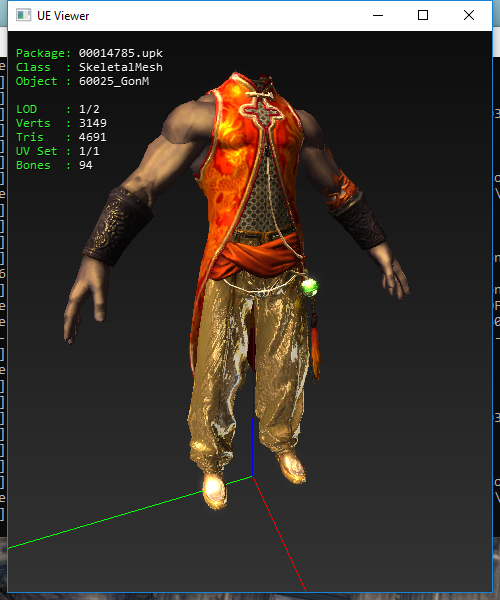 UE Viewer
Package: 00014785.upk
Class  : SkeletalMesh
Object : 60025_GonM
LOD    : 1/2
Verts  : 3149
Tris   : 4691
UV Set : 1/1
Bones  : 94